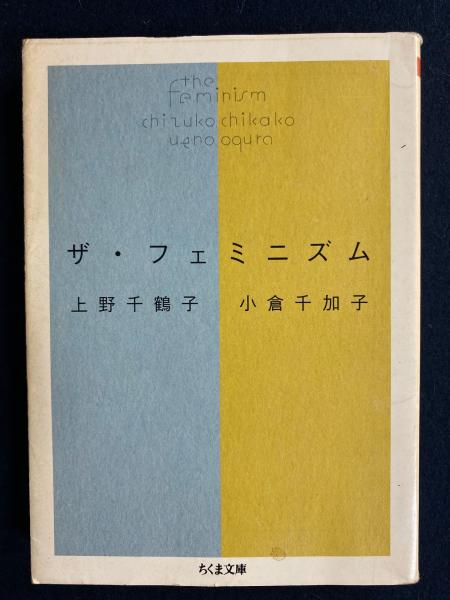 the
feminism
chizuko chikako
ueno ogura
ザ・フェミニズム
上野千鶴子 小倉千加子
ちくま文庫